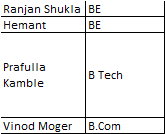 Ranjan Shukla BE
Hemant BE
Prafulla
Kamble B Tech
Vinod Moger B.Com